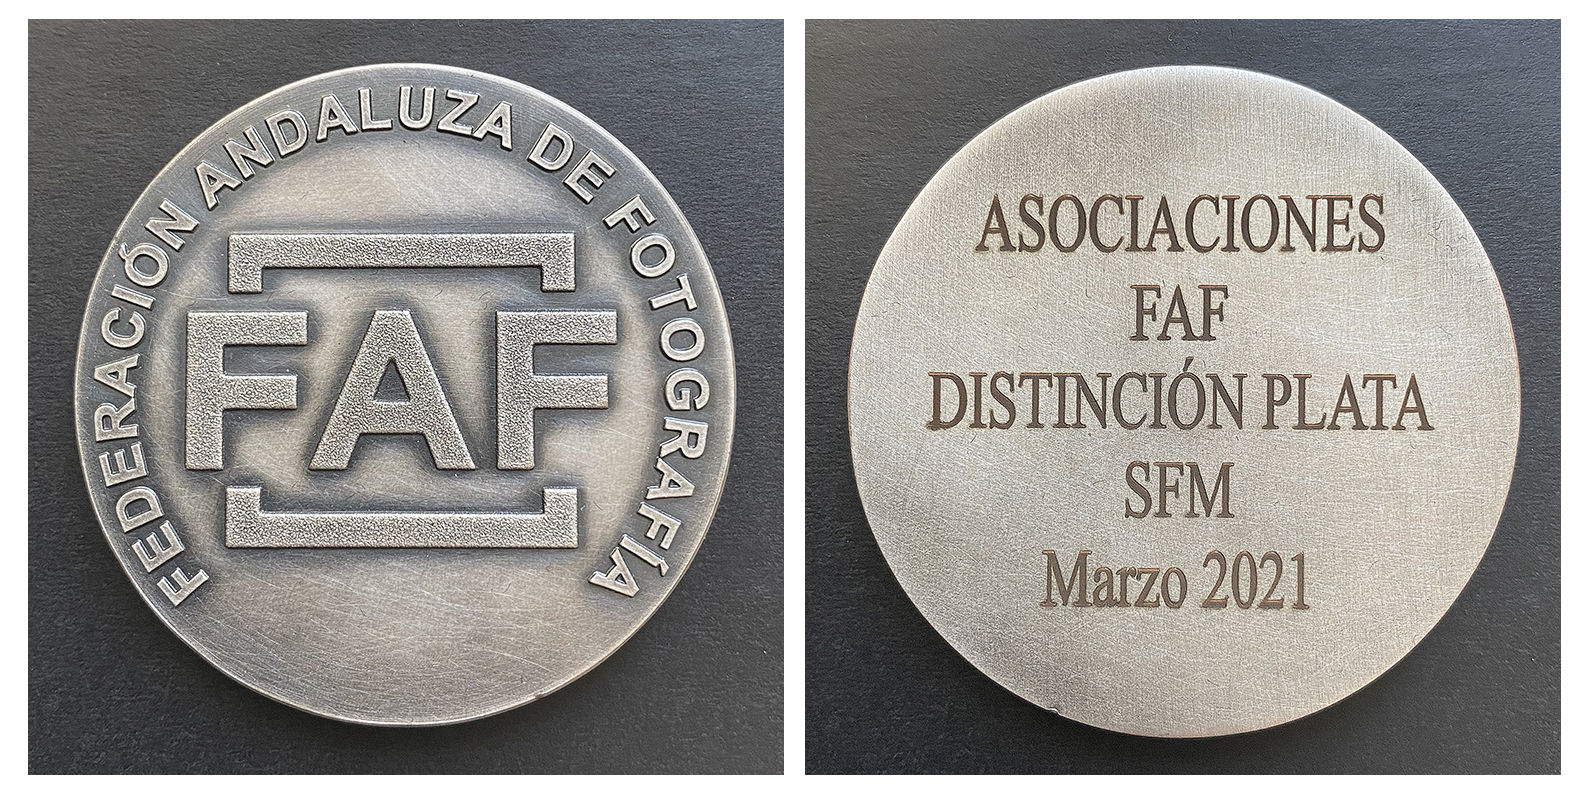 FEDERACIÓN ANDALUZA DE FOTOGRAFÍA
FAF
ASOCIACIONES
FAF
DISTINCIÓN PLATA
SFM
Marzo 2021